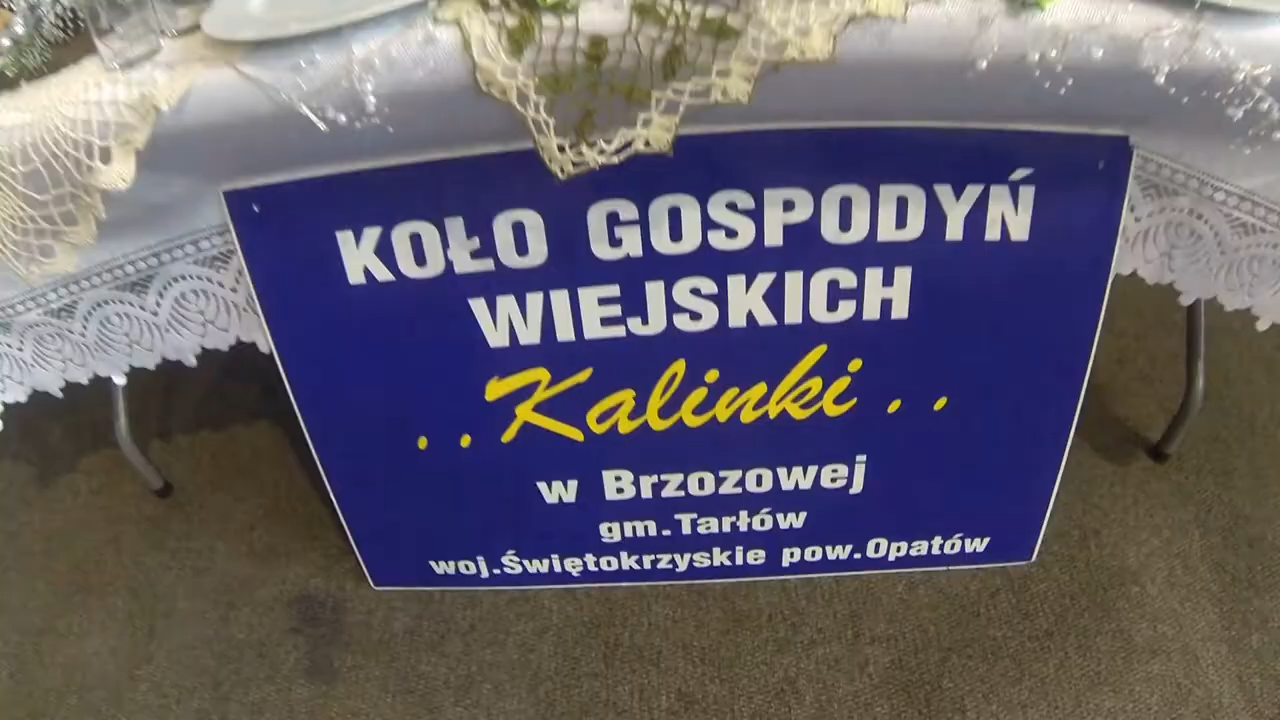 KOŁO GOSPODYŃ
WIEJSKICH
..Kalinki..
w Brzozowej
gm.Tarłów
woj.Świętokrzyskie pow.Opatów